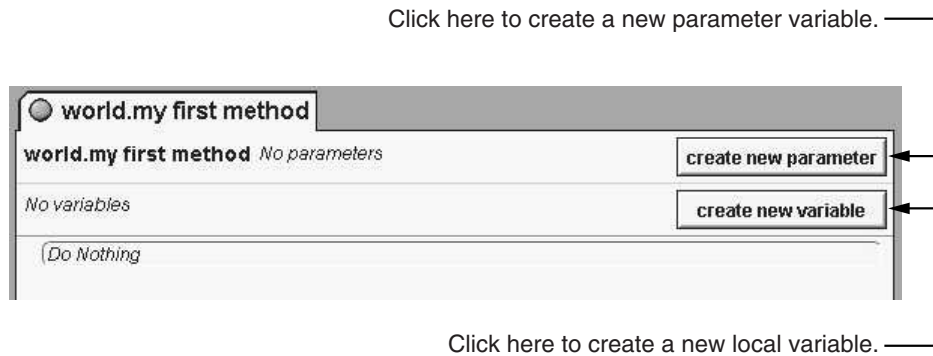 Click here to create a new parameter variable.
world.my first method
world.my first method No parameters
create new parameter
No variables
create new variable
Do Nothing
Click here to create a new local variable.